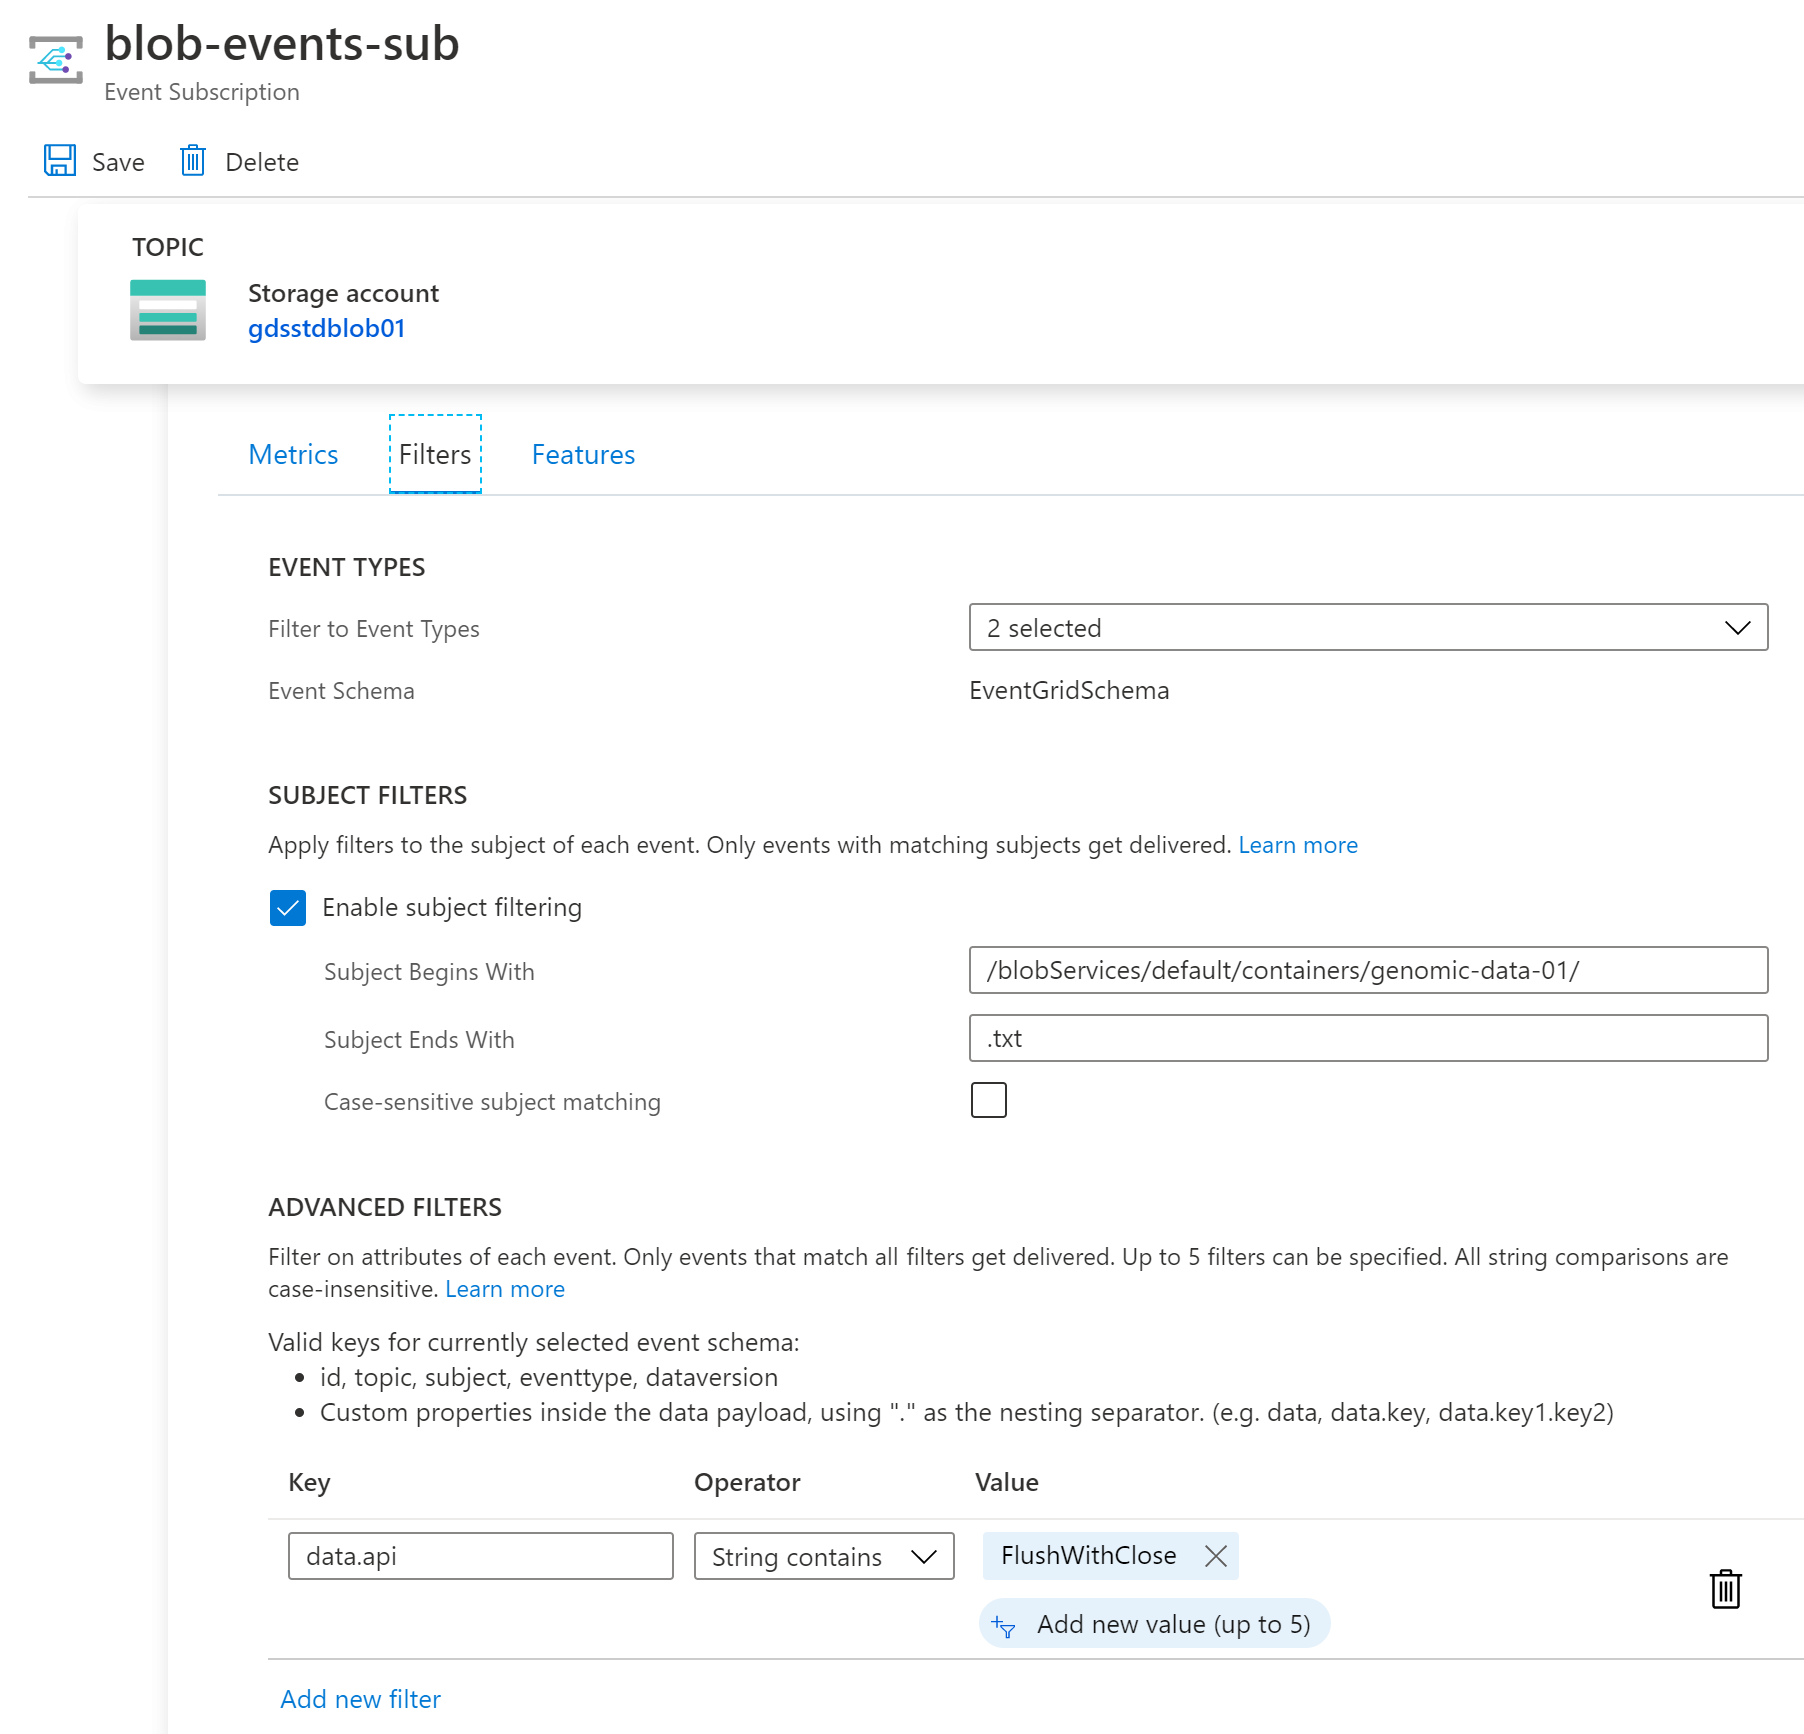 blob-events-sub
Event Subscription
Save Delete
TOPIC
Storage account
gdsstdblob01
Metrics Filters Features
EVENT TYPES
Filter to Event Types 2 selected
Event Schema EventGridSchema
SUBJECT FILTERS
Apply filters to the subject of each event. Only events with matching subjects get delivered. Learn more
Enable subject filtering
Subject Begins With /blobServices/default/containers/genomic-data-01/
Subject Ends With .txt
Case-sensitive subject matching
ADVANCED FILTERS
Filter on attributes of each event. Only events that match all filters get delivered. Up to 5 filters can be specified. All string comparisons are
case-insensitive. Learn more
Valid keys for currently selected event schema:
• id, topic, subject, eventtype, dataversion
• Custom properties inside the data payload, using "." as the nesting separator. (e.g. data, data.key, data.key1.key2)
Key Operator Value
data.api String contains FlushWithClose
Add new value (up to 5)
Add new filter